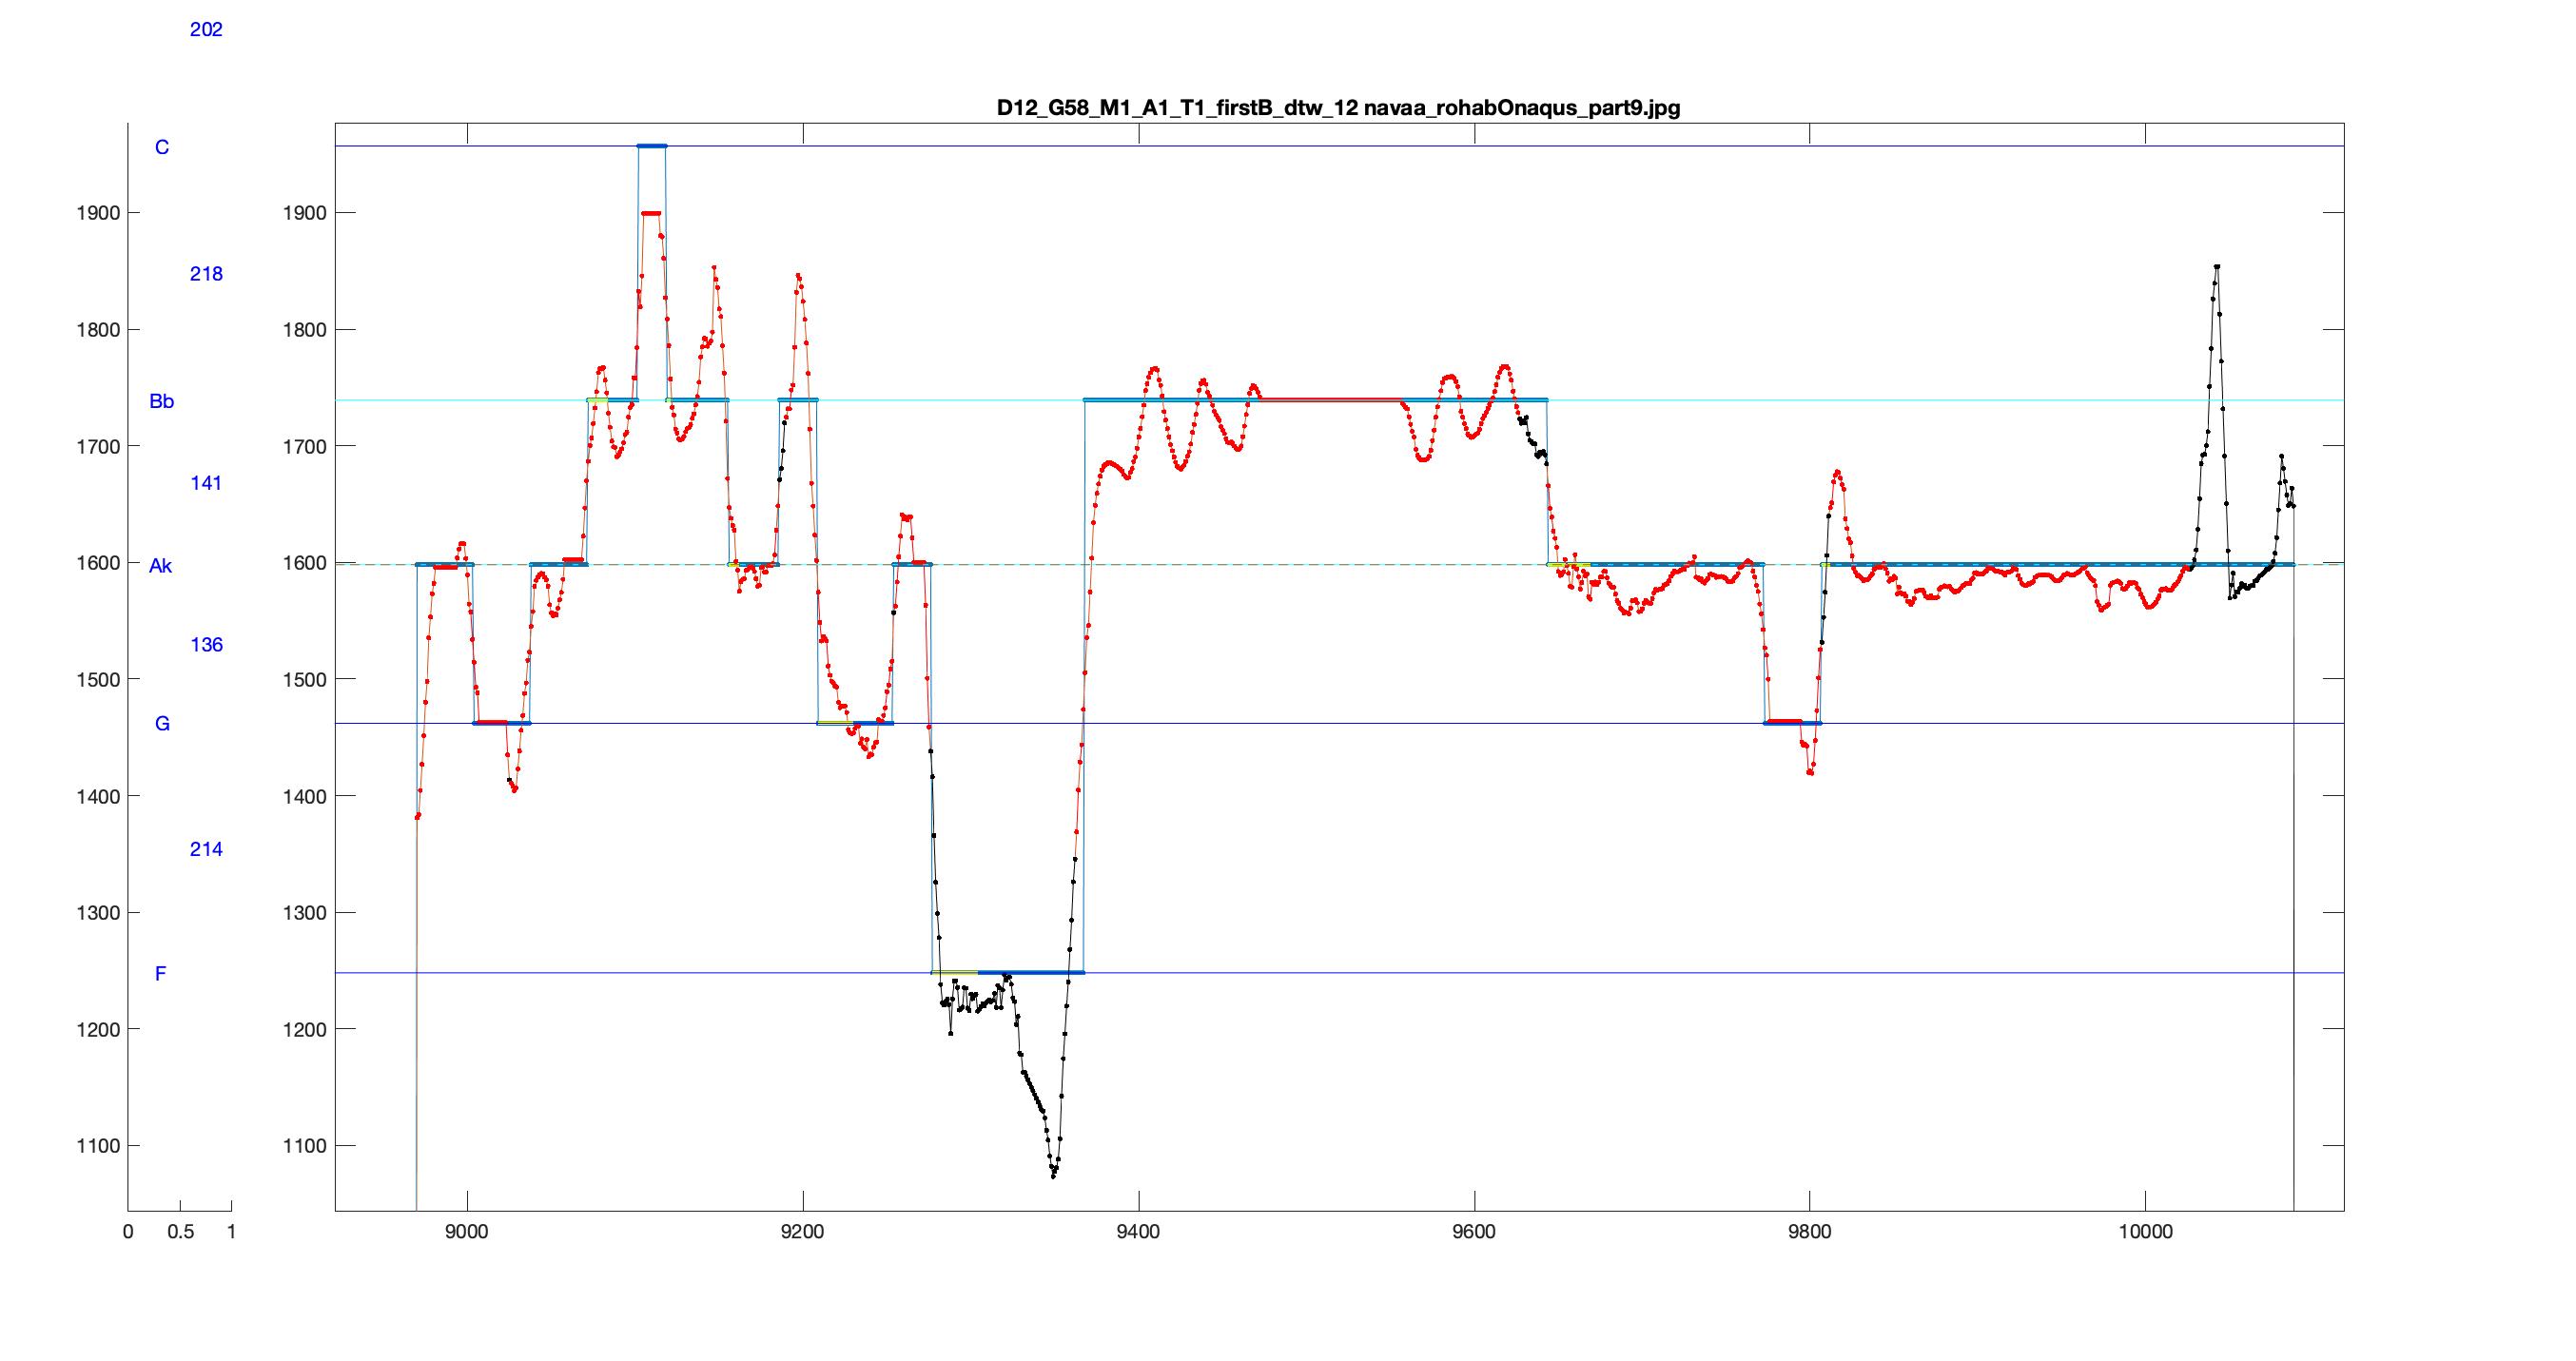 202
D12_G58_M1_A1_T1_firstB_dtw_12 navaa_rohabOnaqus_part9.jpg
C
1900 1900
218
1800 1800
Bb
1700 1700
141
1600 Ak 1600
136
1500 1500
G
1400 1400
214
1300 1300
F
1200 1200
1100 1100
0 0.5 1 9000 9200 9400 9600 9800 10000